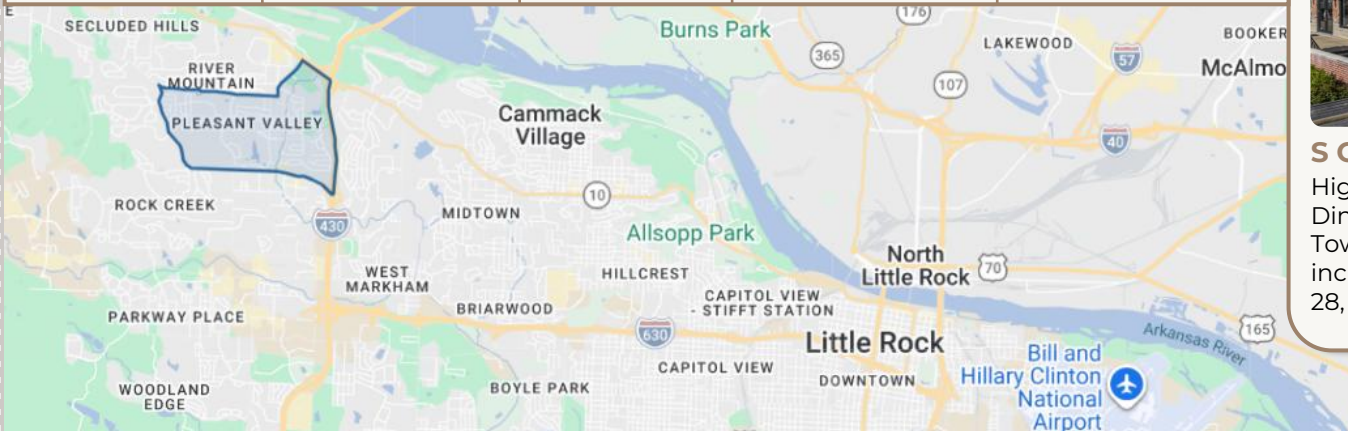 E
SECLUDED HILLS
Burns Park
176
LAKEWOOD
BOOKER
365
57
RIVER
MOUNTAIN
McAlmo
107
Cammack
Village
PLEASANT VALLEY
40
SO
Hig
Din
Tow
inc
28,
10
ROCK CREEK
MIDTOWN
430
Allsopp Park
North
Little Rock
70
WEST
MARKHAM
HILLCREST
CAPITOL VIEW
- STIFFT STATION
PARKWAY PLACE
BRIARWOOD
630
Little Rock
Arkansas River
165
Bill and
Hillary Clinton
National
Airport
CAPITOL VIEW
DOWNTOWN
WOODLAND
EDGE
BOYLE PARK